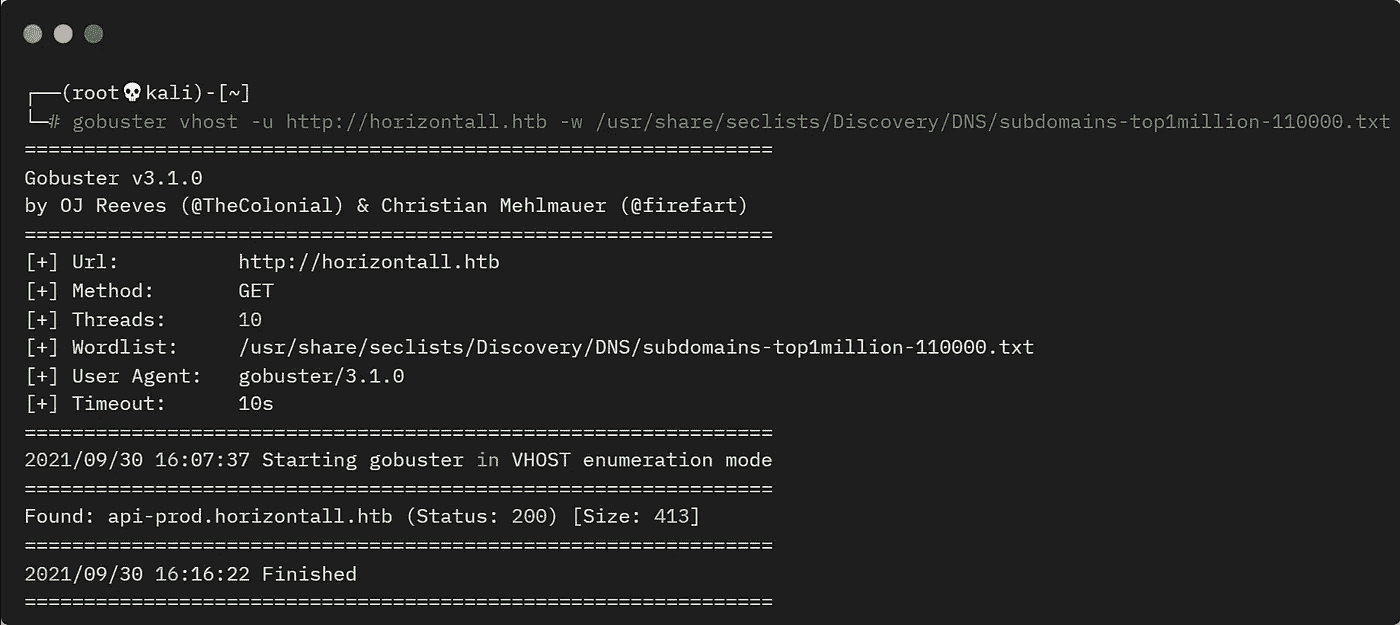 ┌──(root💀kali)-[~]
└─# gobuster vhost -u http://horizontall.htb -w /usr/share/seclists/Discovery/DNS/subdomains-top1million-110000.txt
===============================================================
Gobuster v3.1.0
by OJ Reeves (@TheColonial) & Christian Mehlmauer (@firefart)
===============================================================
[+] Url:          http://horizontall.htb
[+] Method:       GET
[+] Threads:      10
[+] Wordlist:     /usr/share/seclists/Discovery/DNS/subdomains-top1million-110000.txt
[+] User Agent:   gobuster/3.1.0
[+] Timeout:      10s
===============================================================
2021/09/30 16:07:37 Starting gobuster in VHOST enumeration mode
===============================================================
Found: api-prod.horizontall.htb (Status: 200) [Size: 413]
===============================================================
2021/09/30 16:16:22 Finished
===============================================================